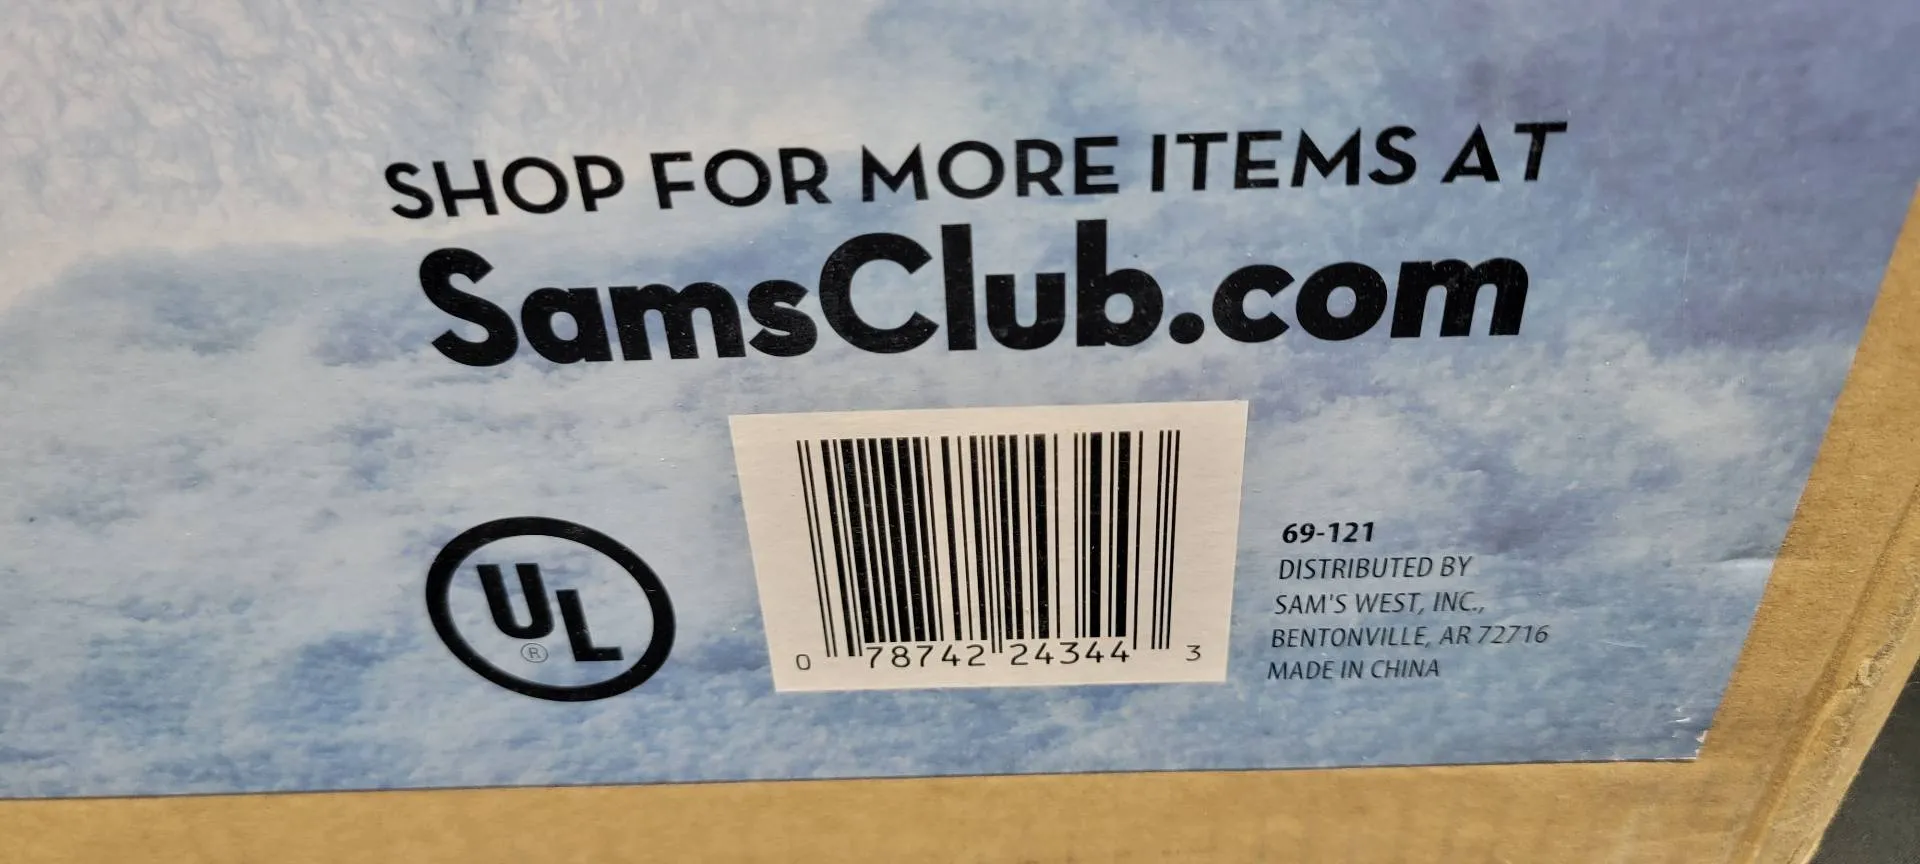 SHOP FOR MORE ITEMS AT
SamsClub.com
UL
®
0 78742 24344 3
69-121
DISTRIBUTED BY
SAM'S WEST, INC.,
BENTONVILLE, AR 72716
MADE IN CHINA